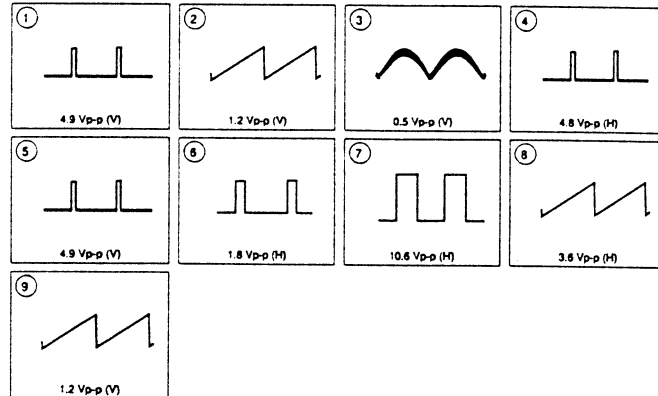 1
2
3
4
4.9 Vp-p (V)
1.2 Vp-p (V)
0.5 Vp-p (V)
4.8 Vp-p (H)
5
6
7
8
4.9 Vp-p (V)
1.8 Vp-p (H)
10.6 Vp-p (H)
3.6 Vp-p (H)
9
1.2 Vp-p (V)